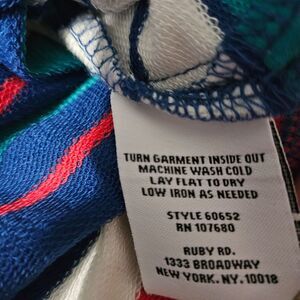 TURN GARMENT INSIDE OUT
MACHINE WASH COLD
LAY FLAT TO DRY
LOW IRON AS NEEDED
STYLE 60652
RN 107680
RUBY RD.
1333 BROADWAY
NEW YORK, NY. 10018